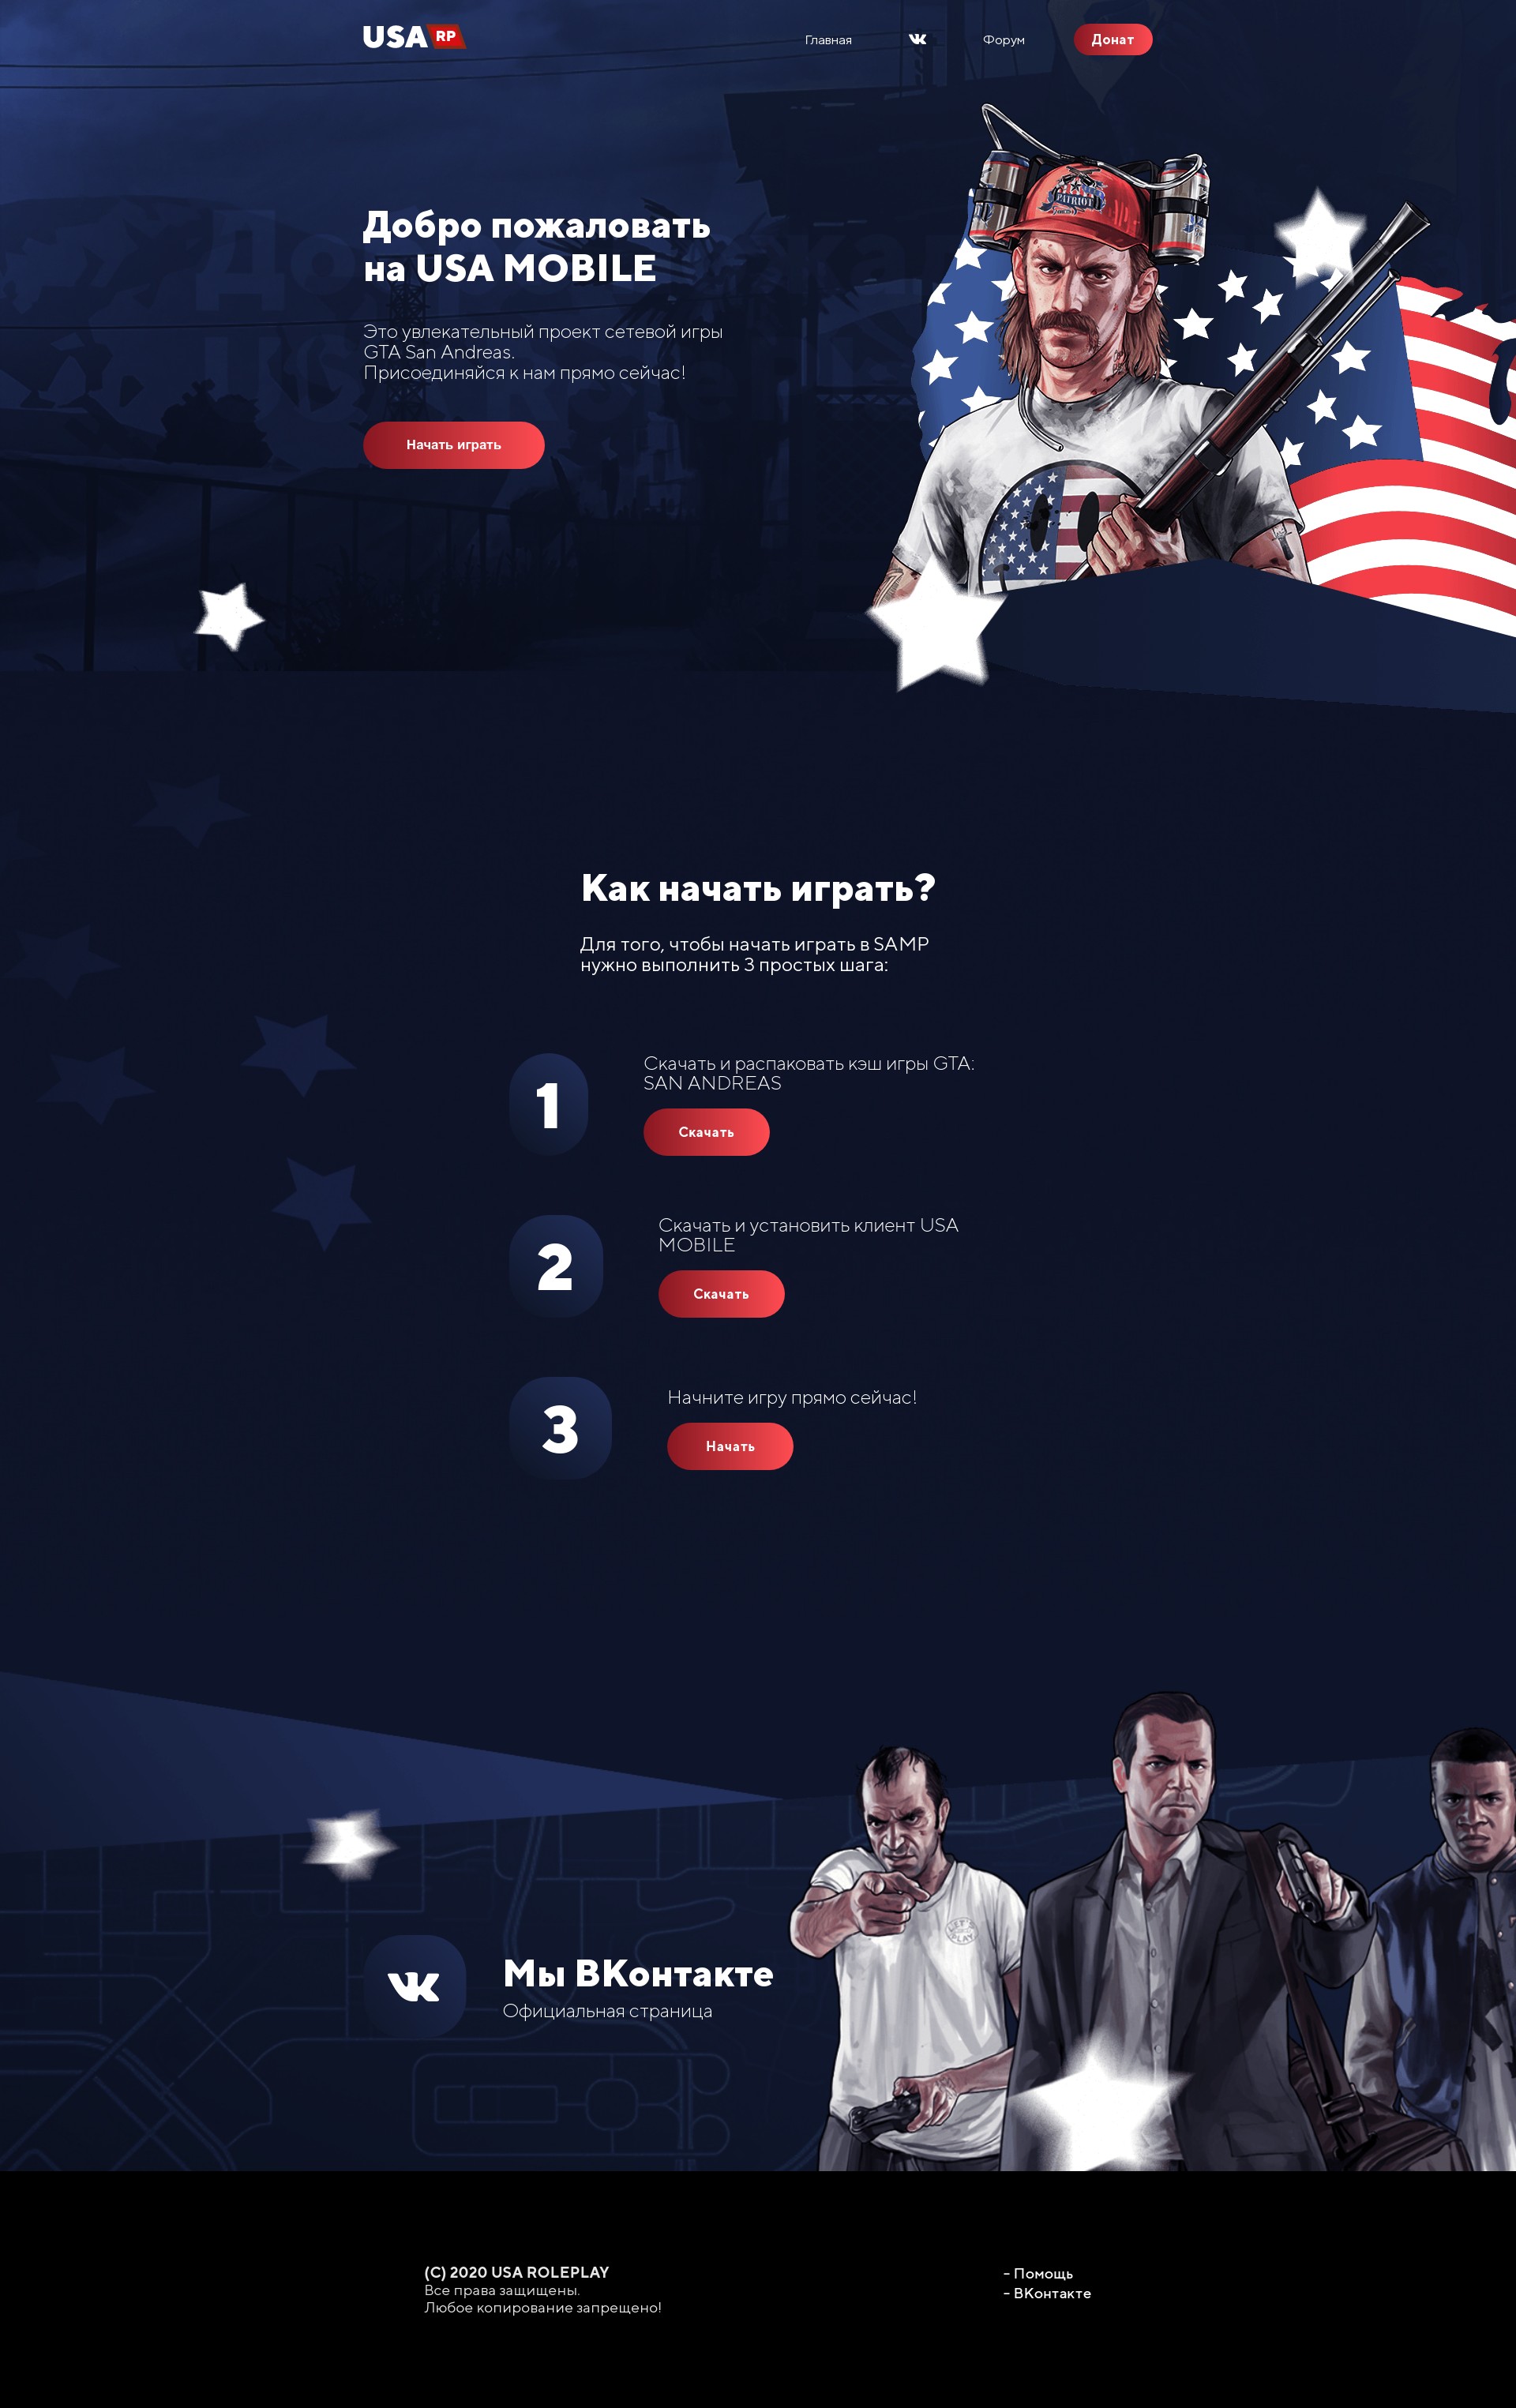 USA RP
Главная
Форум
Донат
PATRIOT
Добро пожаловать
на USA MOBILE
Это увлекательный проект сетевой игры
GTA San Andreas.
Присоединяйся к нам прямо сейчас!
Начать играть
Как начать играть?
Для того, чтобы начать играть в SAMP
нужно выполнить 3 простых шага:
1
Скачать и распаковать кэш игры GTA:
SAN ANDREAS
Скачать
2
Скачать и установить клиент USA
MOBILE
Скачать
3
Начните игру прямо сейчас!
Начать
LET'S
PLAY
Мы ВКонтакте
Официальная страница
(C) 2020 USA ROLEPLAY
Все права защищены.
Любое копирование запрещено!
- Помощь
- ВКонтакте